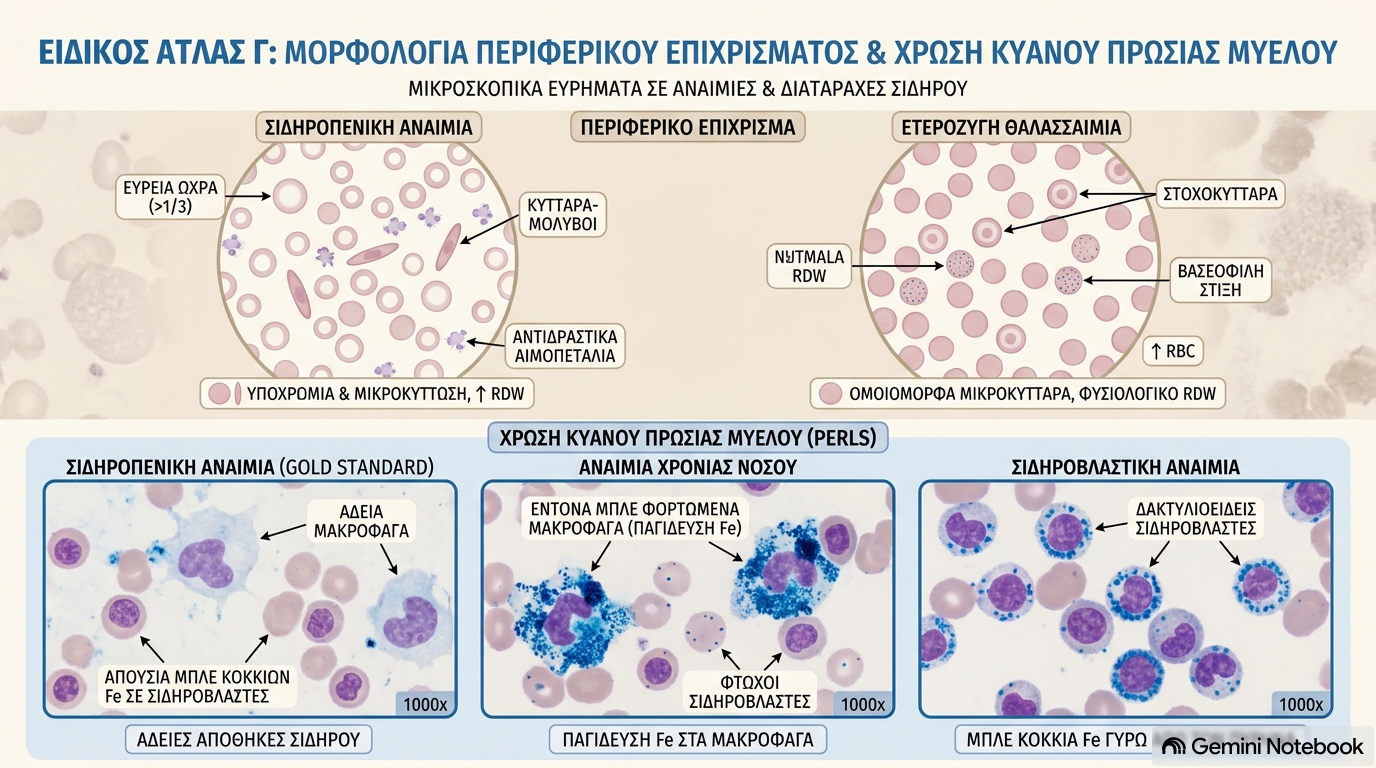 ΕΙΔΙΚΟΣ ΑΤΛΑΣ Γ: ΜΟΡΦΟΛΟΓΙΑ ΠΕΡΙΦΕΡΙΚΟΥ ΕΠΙΧΡΙΣΜΑΤΟΣ & ΧΡΩΣΗ ΚΥΑΝΟΥ ΠΡΩΣΙΑΣ ΜΥΕΛΟΥ
ΜΙΚΡΟΣΚΟΠΙΚΑ ΕΥΡΗΜΑΤΑ ΣΕ ΑΝΑΙΜΙΕΣ & ΔΙΑΤΑΡΑΧΕΣ ΣΙΔΗΡΟΥ
ΣΙΔΗΡΟΠΕΝΙΚΗ ΑΝΑΙΜΙΑ
ΠΕΡΙΦΕΡΙΚΟ ΕΠΙΧΡΙΣΜΑ
ΕΤΕΡΟΖΥΓΗ ΘΑΛΑΣΣΑΙΜΙΑ
ΕΥΡΕΙΑ ΩΧΡΑ
(>1/3)
ΚΥΤΤΑΡΑ-
ΜΟΛΥΒΟΙ
ΑΝΤΙΔΡΑΣΤΙΚΑ
ΑΙΜΟΠΕΤΑΛΙΑ
ΥΠΟΧΡΩΜΙΑ & ΜΙΚΡΟΚΥΤΤΩΣΗ, ↑ RDW
ΣΤΟΧΟΚΥΤΤΑΡΑ
RDW
ΒΑΣΕΟΦΙΛΗ
ΣΤΙΞΗ
↑ RBC
ΟΜΟΙΟΜΟΡΦΑ ΜΙΚΡΟΚΥΤΤΑΡΑ, ΦΥΣΙΟΛΟΓΙΚΟ RDW
ΧΡΩΣΗ ΚΥΑΝΟΥ ΠΡΩΣΙΑΣ ΜΥΕΛΟΥ (PERLS)
ΣΙΔΗΡΟΠΕΝΙΚΗ ΑΝΑΙΜΙΑ (GOLD STANDARD)
ΑΔΕΙΑ
ΜΑΚΡΟΦΑΓΑ
ΑΠΟΥΣΙΑ ΜΠΛΕ ΚΟΚΚΙΩΝ
Fe ΣΕ ΣΙΔΗΡΟΒΛΑΣΤΕΣ
1000x
ΑΔΕΙΕΣ ΑΠΟΘΗΚΕΣ ΣΙΔΗΡΟΥ
ΑΝΑΙΜΙΑ ΧΡΟΝΙΑΣ ΝΟΣΟΥ
ΕΝΤΟΝΑ ΜΠΛΕ ΦΟΡΤΩΜΕΝΑ
ΜΑΚΡΟΦΑΓΑ (ΠΑΓΙΔΕΥΣΗ Fe)
ΦΤΩΧΟΙ
ΣΙΔΗΡΟΒΛΑΣΤΕΣ
1000x
ΠΑΓΙΔΕΥΣΗ Fe ΣΤΑ ΜΑΚΡΟΦΑΓΑ
ΣΙΔΗΡΟΒΛΑΣΤΙΚΗ ΑΝΑΙΜΙΑ
ΔΑΚΤΥΛΙΟΕΙΔΕΙΣ
ΣΙΔΗΡΟΒΛΑΣΤΕΣ
1000x
ΜΠΛΕ ΚΟΚΚΙΑ Fe ΓΥΡΩ
Gemini Notebook